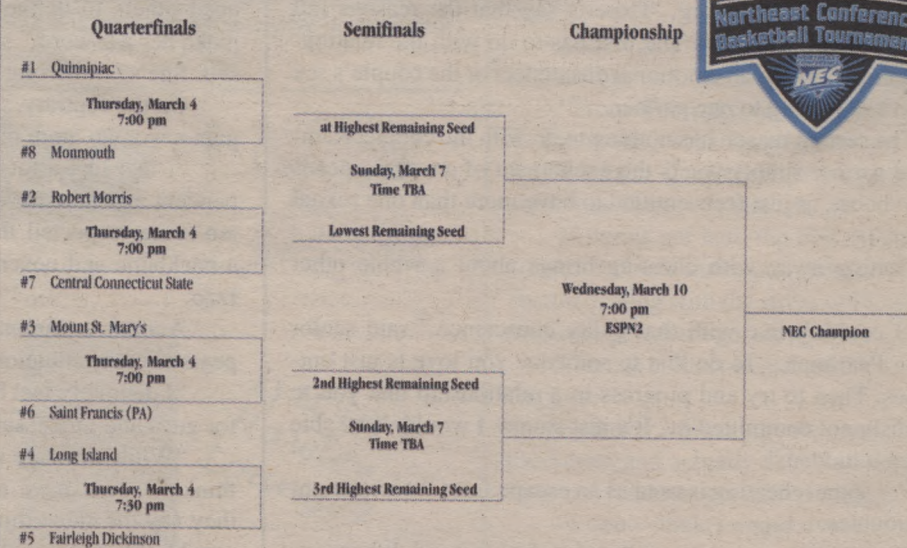 Quarterfinals
#1 Quinnipiac
Thursday, March 4
7:00 pm
#8 Monmouth
#2 Robert Morris
Thursday, March 4
7:00 pm
#7 Central Connecticut State
#3 Mount St. Mary's
Thursday, March 4
7:00 pm
#6 Saint Francis (PA)
#4 Long Island
Thursday, March 4
7:30 pm
#5 Fairleigh Dickinson
Semifinals
at Highest Remaining Seed
Sunday, March 7
Time TBA
Lowest Remaining Seed
2nd Highest Remaining Seed
Sunday, March 7
Time TBA
3rd Highest Remaining Seed
Championship
Wednesday, March 10
7:00 pm
ESPN2
NEC Champion
Northeast Conferenc
Basketball Tournamen
NEC